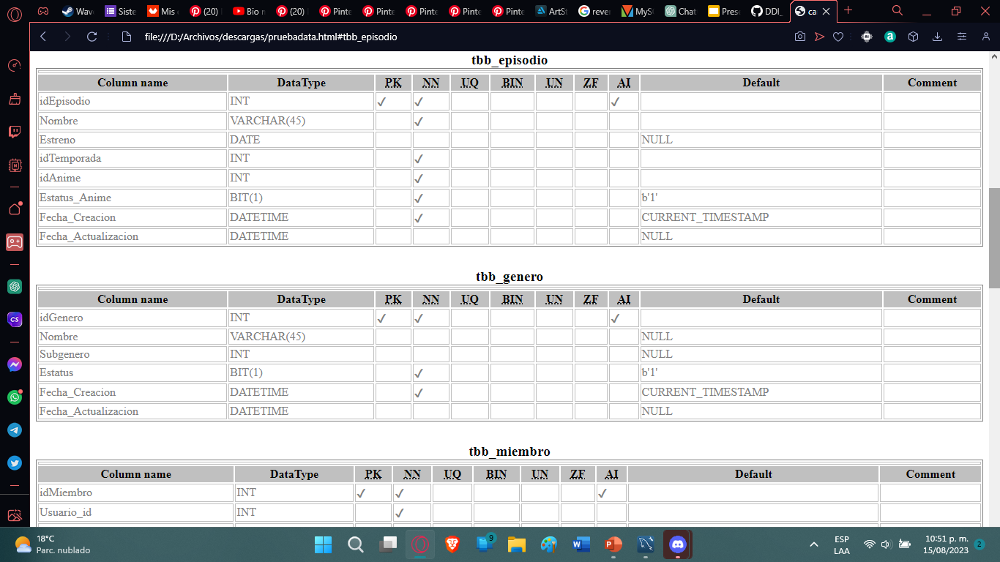 Wav
Siste
Mis c
(20)
Bio r
(20)
Pinte
Pinte
Pinte
Pinte
Pinte
ArtSt
rever
MySC
Chat
Prese
DDI_
ca
file:///D:/Archivos/descargas/pruebadata.html#tbb_episodio
tbb_episodio
Column name DataType PK NN UQ BIN UN ZF AI Default Comment
idEpisodio INT ✓ ✓ ✓
Nombre VARCHAR(45) ✓
Estreno DATE NULL
idTemporada INT ✓
idAnime INT ✓
Estatus_Anime BIT(1) ✓ b'1'
Fecha_Creacion DATETIME ✓ CURRENT_TIMESTAMP
Fecha_Actualizacion DATETIME NULL
tbb_genero
Column name DataType PK NN UQ BIN UN ZF AI Default Comment
idGenero INT ✓ ✓ ✓
Nombre VARCHAR(45) NULL
Subgenero INT NULL
Estatus BIT(1) ✓ b'1'
Fecha_Creacion DATETIME ✓ CURRENT_TIMESTAMP
Fecha_Actualizacion DATETIME NULL
tbb_miembro
Column name DataType PK NN UQ BIN UN ZF AI Default Comment
idMiembro INT ✓ ✓ ✓
Usuario_id INT ✓
18°C
Parc. nublado
9
ESP
LAA
10:51 p. m.
15/08/2023
2